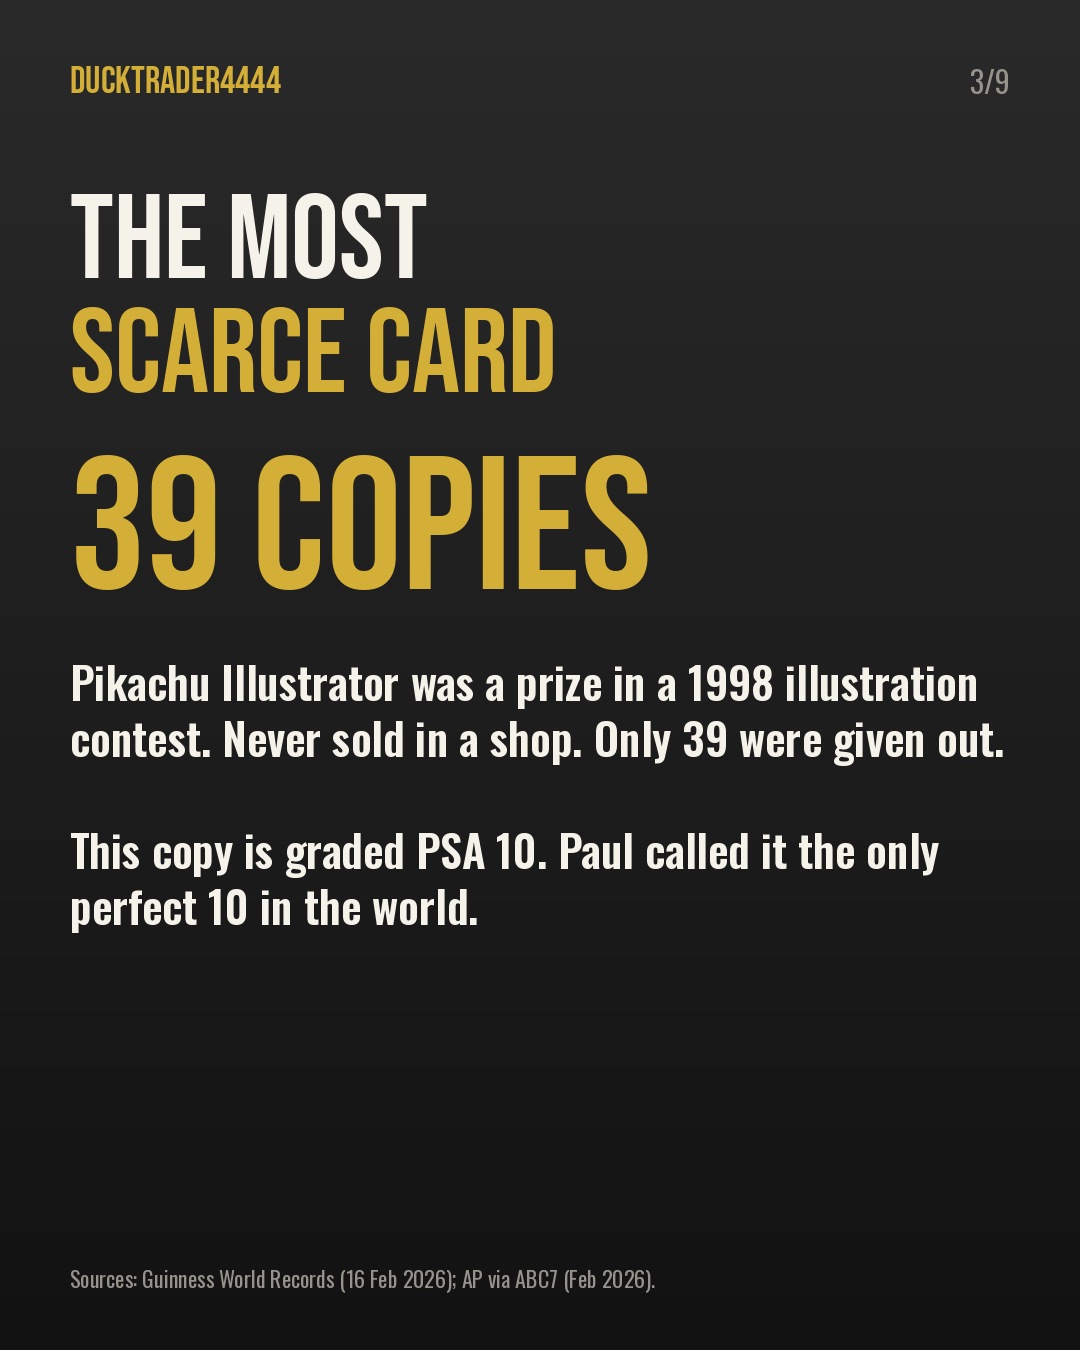 DUCKTRADER4444
3/9
THE MOST
SCARCE CARD
39 COPIES
Pikachu Illustrator was a prize in a 1998 illustration
contest. Never sold in a shop. Only 39 were given out.
This copy is graded PSA 10. Paul called it the only
perfect 10 in the world.
Sources: Guinness World Records (16 Feb 2026); AP via ABC7 (Feb 2026).